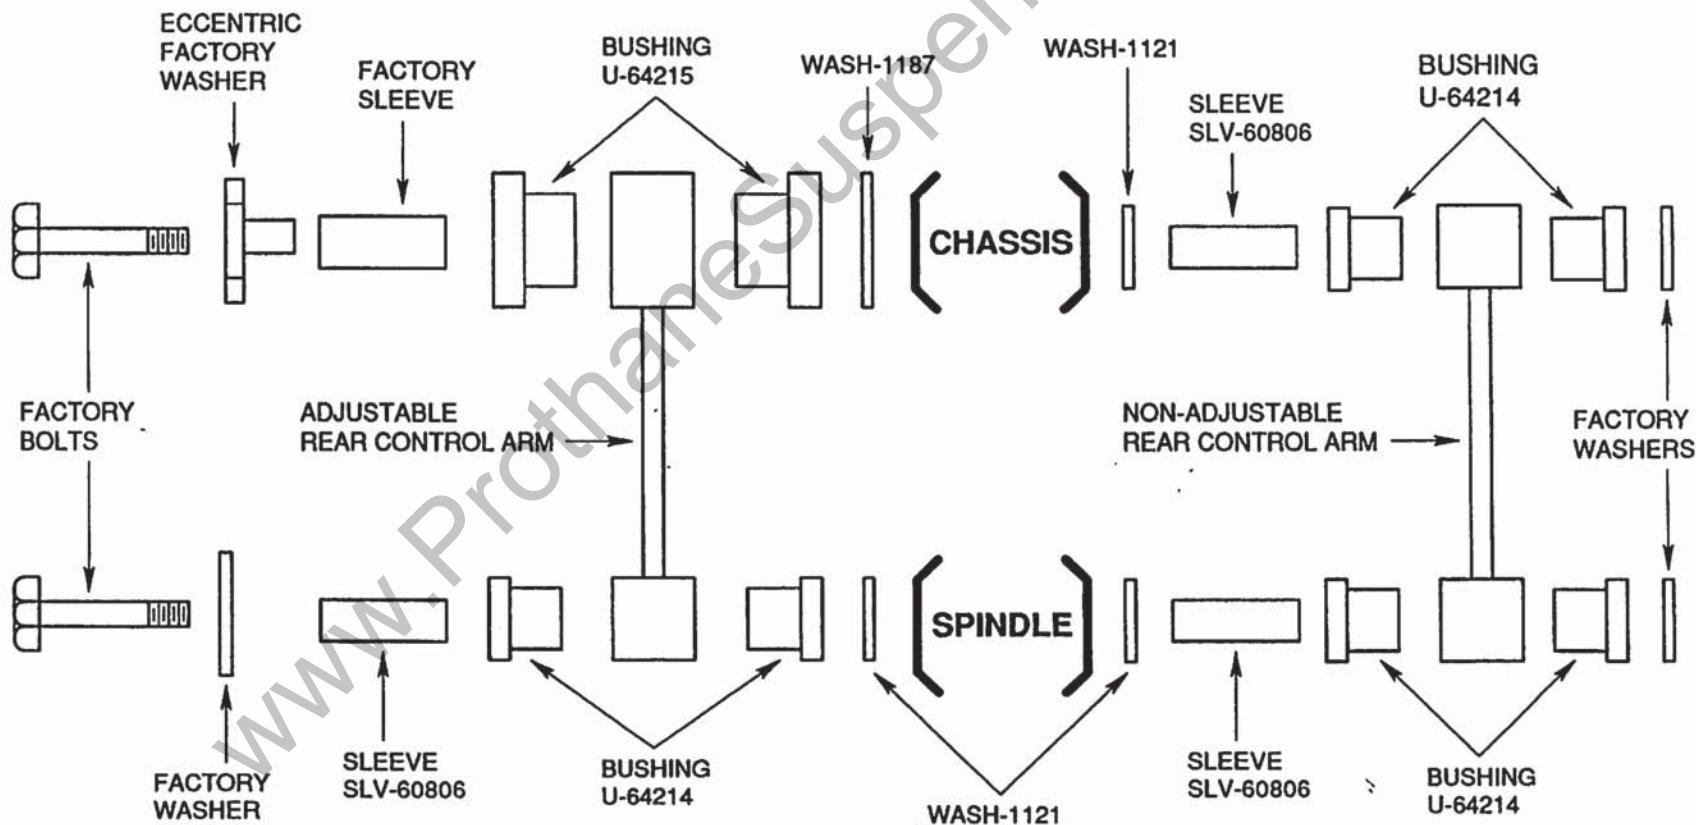 ECCENTRIC
FACTORY
WASHER
FACTORY
SLEEVE
BUSHING
U-64215
WASH-1187
WASH-1121
SLEEVE
SLV-60806
BUSHING
U-64214
CHASSIS
FACTORY
BOLTS
ADJUSTABLE
REAR CONTROL ARM
NON-ADJUSTABLE
REAR CONTROL ARM
FACTORY
WASHERS
SPINDLE
FACTORY
WASHER
SLEEVE
SLV-60806
BUSHING
U-64214
WASH-1121
SLEEVE
SLV-60806
BUSHING
U-64214